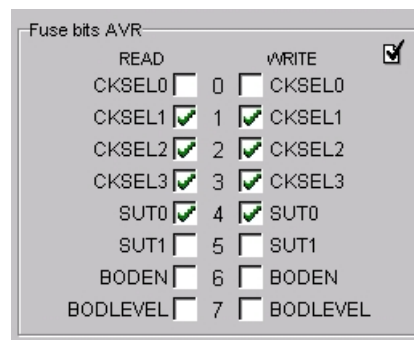 Fuse bits AVR
READ WRITE
CKSEL0 0 CKSEL0
CKSEL1 1 CKSEL1
CKSEL2 2 CKSEL2
CKSEL3 3 CKSEL3
SUT0 4 SUT0
SUT1 5 SUT1
BODEN 6 BODEN
BODLEVEL 7 BODLEVEL